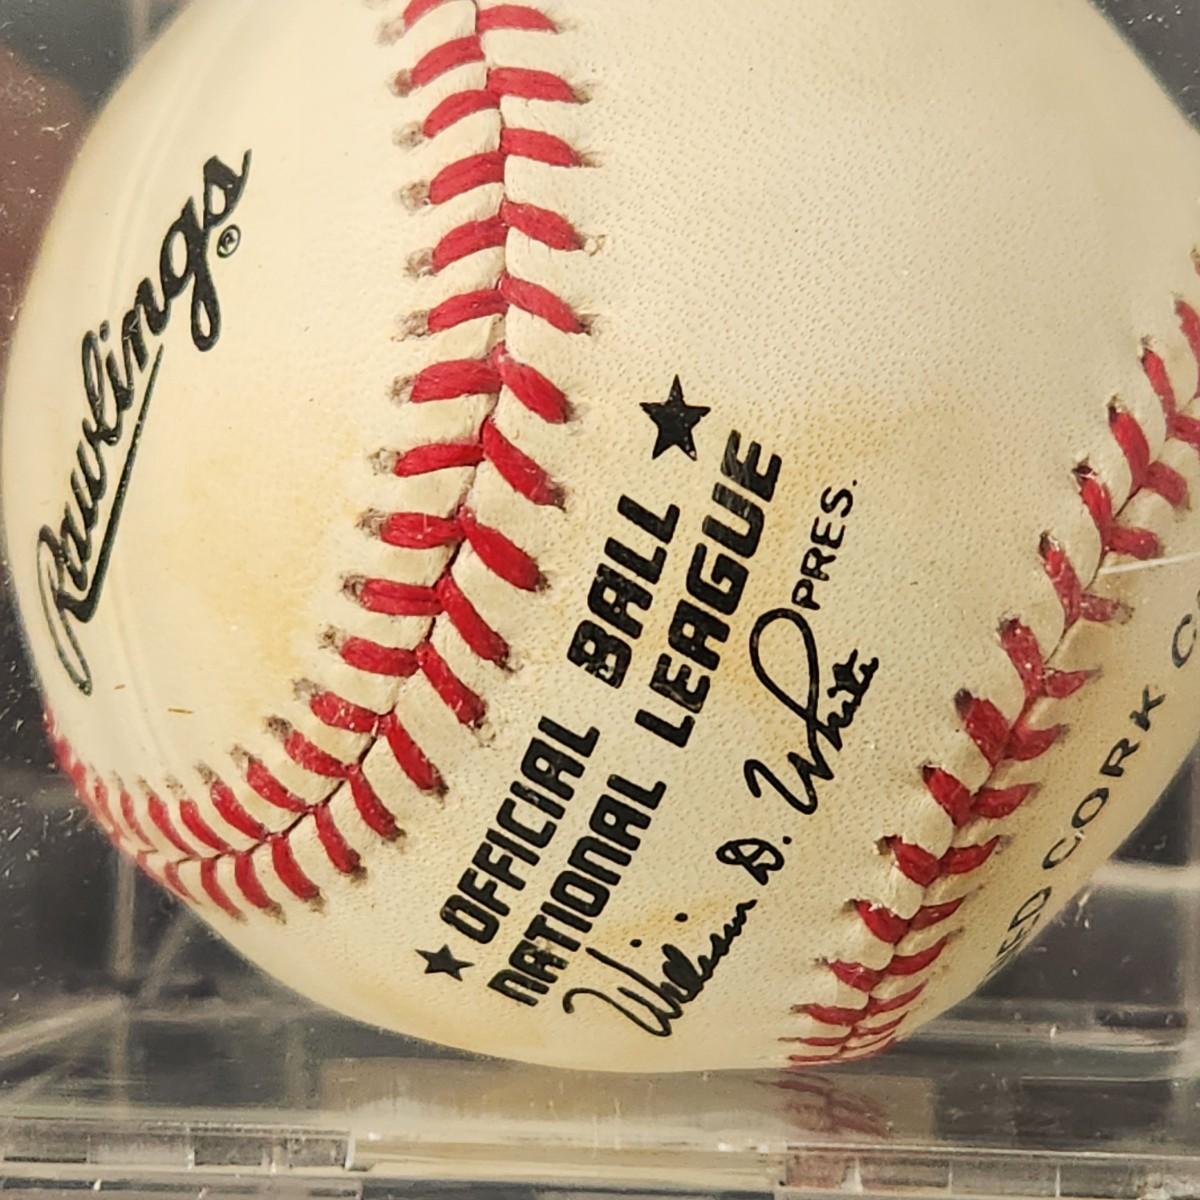 Rawlings®
★ OFFICIAL BALL ★
NATIONAL LEAGUE
William D. White PRES.
CORK